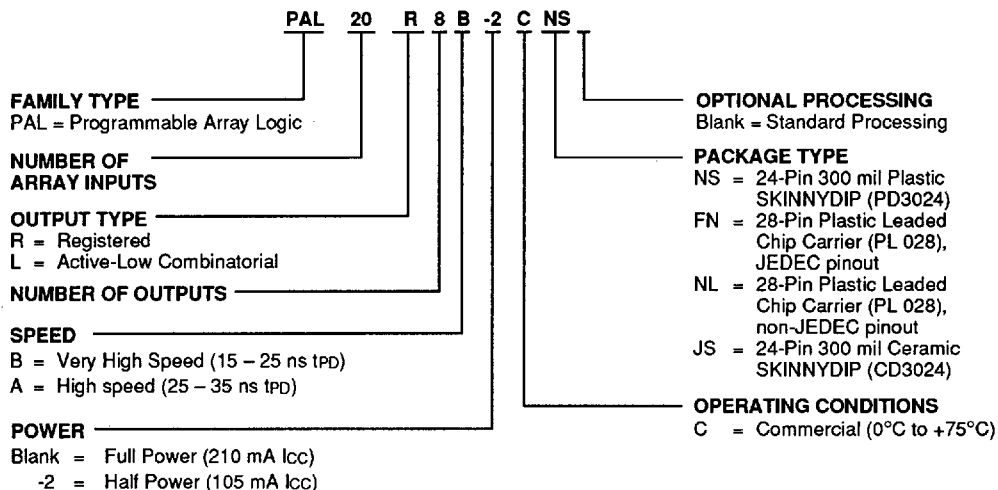 PAL 20 R 8 B -2 C NS
FAMILY TYPE
PAL = Programmable Array Logic
NUMBER OF
ARRAY INPUTS
OUTPUT TYPE
R = Registered
L = Active-Low Combinatorial
NUMBER OF OUTPUTS
SPEED
B = Very High Speed (15 – 25 ns tPD)
A = High speed (25 – 35 ns tPD)
POWER
Blank = Full Power (210 mA ICC)
-2 = Half Power (105 mA ICC)
OPTIONAL PROCESSING
Blank = Standard Processing
PACKAGE TYPE
NS = 24-Pin 300 mil Plastic
SKINNYDIP (PD3024)
FN = 28-Pin Plastic Leaded
Chip Carrier (PL 028),
JEDEC pinout
NL = 28-Pin Plastic Leaded
Chip Carrier (PL 028),
non-JEDEC pinout
JS = 24-Pin 300 mil Ceramic
SKINNYDIP (CD3024)
OPERATING CONDITIONS
C = Commercial (0°C to +75°C)